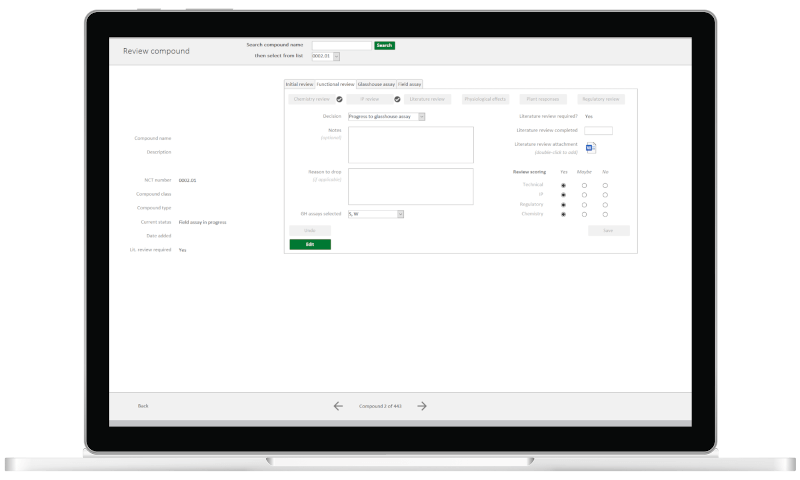 Review compound
Search compound name
Search
then select from list
0002.01
Initial review
Functional review
Glasshouse assay
Field assay
Chemistry review
IP review
Literature review
Physiological effects
Plant responses
Regulatory review
Decision
Progress to glasshouse assay
Notes
(optional)
Reason to drop
(if applicable)
GH assays selected
S, W
Undo
Edit
Literature review required?
Yes
Literature review completed
Literature review attachment
(double-click to add)
Review scoring
Yes
Maybe
No
Technical
IP
Regulatory
Chemistry
Save
Compound name
Description
NCT number
0002.01
Compound class
Compound type
Current status
Field assay in progress
Date added
Lit. review required
Yes
Back
Compound 2 of 443